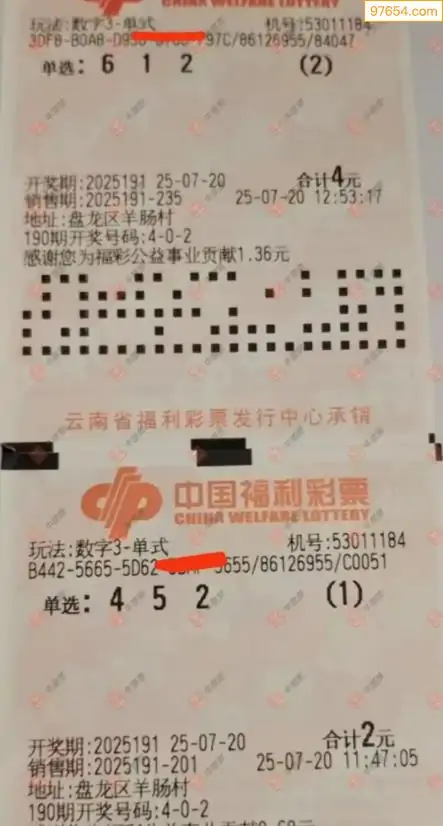 97654.com
CHINA WELFARE LOTTERY
玩法:数字3-单式 机号:53011184
3DF8-B0A8-D9 797C/86126955/84047
单选: 6 1 2 (2)
开奖期:2025191 25-07-20 合计4元
销售期:2025191-235 25-07-20 12:53:17
地址:盘龙区羊肠村
190期开奖号码:4-0-2
感谢您为福彩公益事业贡献1.36元
云南省福利彩票发行中心承销
中国福利彩票
CHINA WELFARE LOTTERY
玩法:数字3-单式 机号:53011184
B442-5665-5D62 5655/86126955/C0051
单选: 4 5 2 (1)
开奖期:2025191 25-07-20 合计2元
销售期:2025191-201 25-07-20 11:47:05
地址:盘龙区羊肠村
190期开奖号码:4-0-2